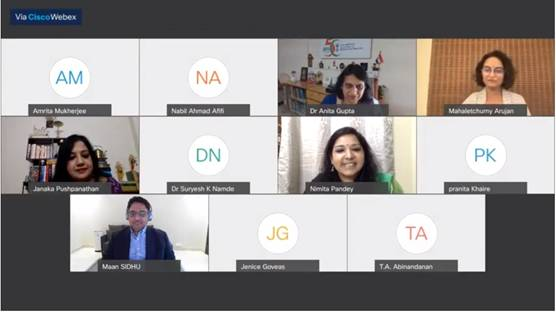 Via Cisco Webex
AM
NA
Amrita Mukherjee
Nabil Ahmad Afifi
Dr Anita Gupta
Mahaletchumy Arujan
DN
PK
Janaka Pushpanathan
Dr Suryesh K Namde
Nimita Pandey
pranita Khaire
JG
TA
Maan SIDHU
Jenice Goveas
T.A. Abinandanan